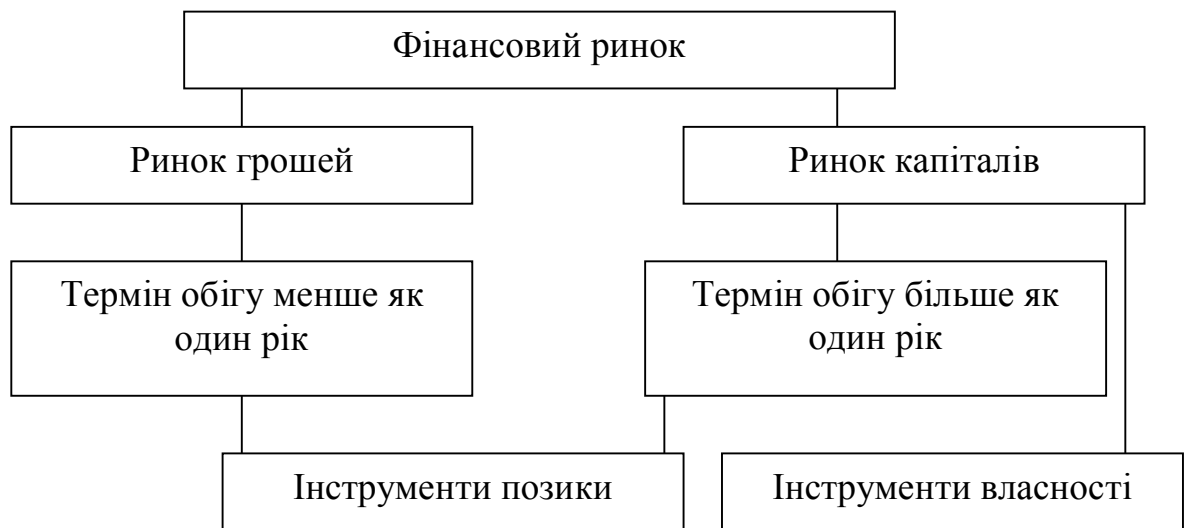 Фінансовий ринок
Ринок грошей
Ринок капіталів
Термін обігу менше як
один рік
Термін обігу більше як
один рік
Інструменти позики
Інструменти власності